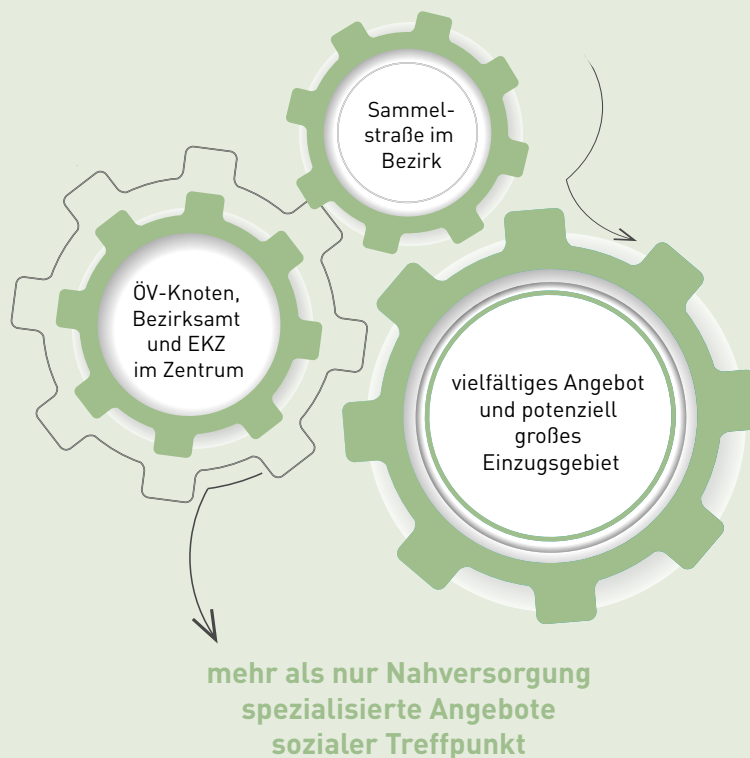 Sammel-
straße im
Bezirk
ÖV-Knoten,
Bezirksamt
und EKZ
im Zentrum
vielfältiges Angebot
und potenziell
großes
Einzugsgebiet
mehr als nur Nahversorgung
spezialisierte Angebote
sozialer Treffpunkt